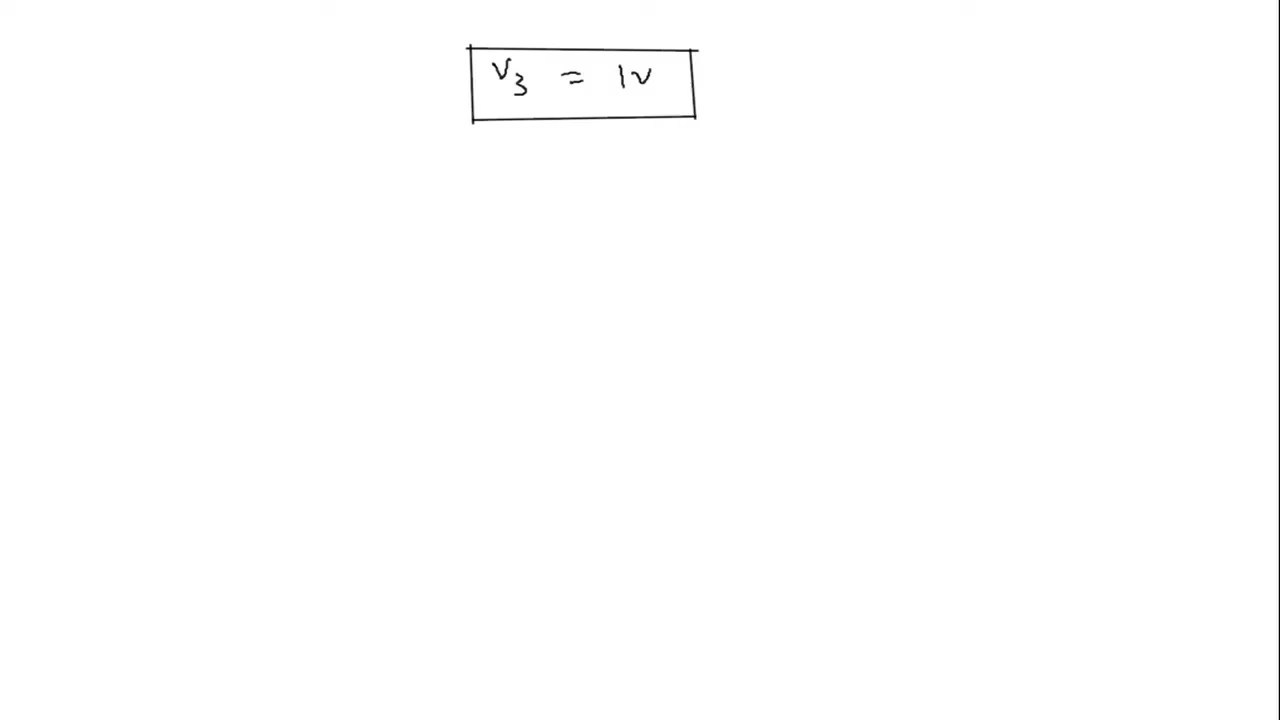 V₃ = 1V